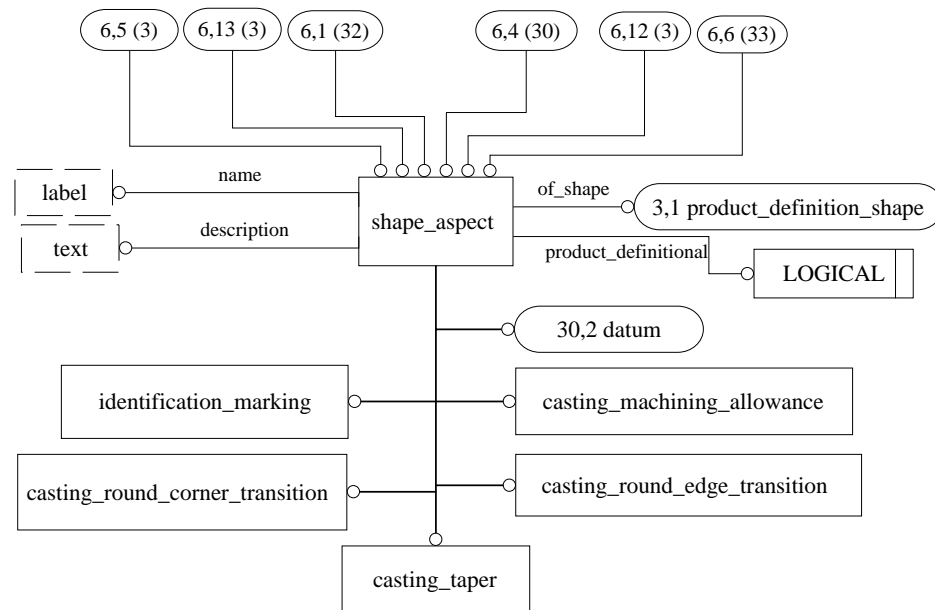 6,5 (3)
6,13 (3)
6,1 (32)
6,4 (30)
6,12 (3)
6,6 (33)
name
label
description
text
shape_aspect
of_shape
3,1 product_definition_shape
product_definitional
LOGICAL
30,2 datum
identification_marking
casting_machining_allowance
casting_round_corner_transition
casting_round_edge_transition
casting_taper